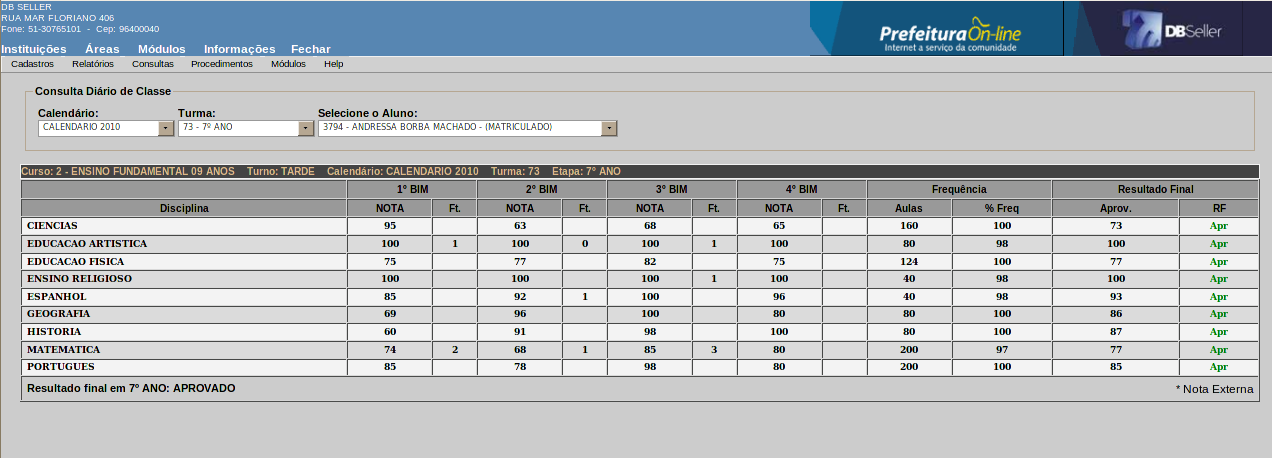 DB SELLER
RUA MAR FLORIANO 406
Fone: 51-30765101 - Cep: 96400040
PrefeituraOn-line
Internet a serviço da comunidade
DBSeller
Instituições Áreas Módulos Informações Fechar
Cadastros Relatórios Consultas Procedimentos Módulos Help
Consulta Diário de Classe
Calendário: Turma: Selecione o Aluno:
CALENDARIO 2010 73 - 7º ANO 3794 - ANDRESSA BORBA MACHADO - (MATRICULADO)
Curso: 2 - ENSINO FUNDAMENTAL 09 ANOS Turno: TARDE Calendário: CALENDARIO 2010 Turma: 73 Etapa: 7º ANO
1º BIM 2º BIM 3º BIM 4º BIM Frequência Resultado Final
Disciplina NOTA Ft. NOTA Ft. NOTA Ft. NOTA Ft. Aulas % Freq Aprov. RF
CIENCIAS 95 63 68 65 160 100 73 Apr
EDUCACAO ARTISTICA 100 1 100 0 100 1 100 80 98 100 Apr
EDUCACAO FISICA 75 77 82 75 124 100 77 Apr
ENSINO RELIGIOSO 100 100 100 1 100 40 98 100 Apr
ESPANHOL 85 92 1 100 96 40 98 93 Apr
GEOGRAFIA 69 96 100 80 80 100 86 Apr
HISTORIA 60 91 98 100 80 100 87 Apr
MATEMATICA 74 2 68 1 85 3 80 200 97 77 Apr
PORTUGUES 85 78 98 80 200 100 85 Apr
Resultado final em 7º ANO: APROVADO * Nota Externa